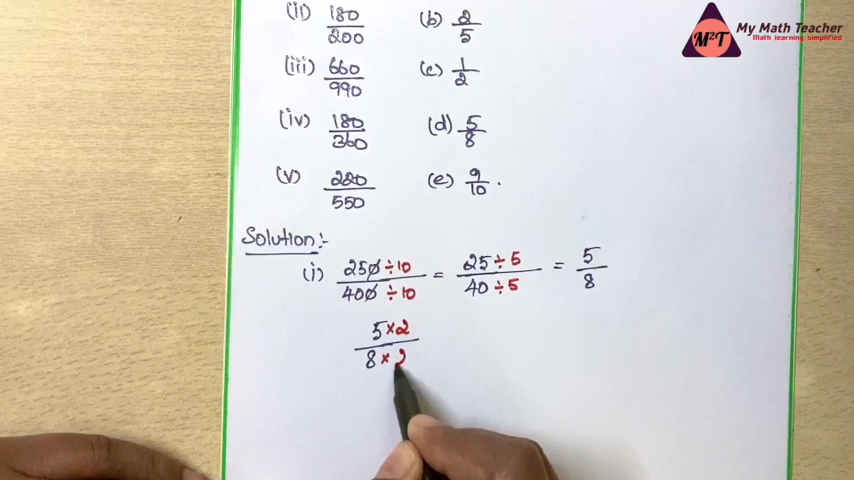 (ii) 180/200 (b) 2/5
(iii) 660/990 (c) 1/2
(iv) 180/360 (d) 5/8
(v) 220/550 (e) 9/10 .
Solution:-
(i) 250÷10/400÷10 = 25÷5/40÷5 = 5/8
5×2/8×2
M²T My Math Teacher
Math learning simplified